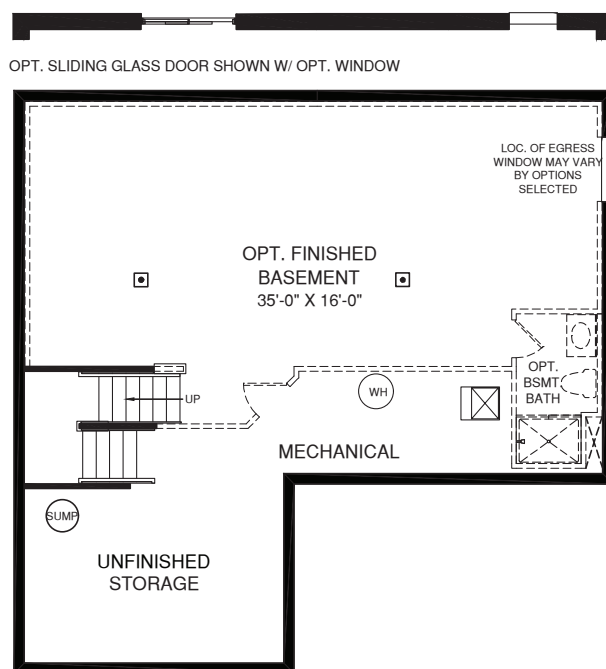 OPT. SLIDING GLASS DOOR SHOWN W/ OPT. WINDOW
LOC. OF EGRESS
WINDOW MAY VARY
BY OPTIONS
SELECTED
OPT. FINISHED
BASEMENT
35'-0" X 16'-0"
OPT.
BSMT.
BATH
WH
UP
MECHANICAL
SUMP
UNFINISHED
STORAGE